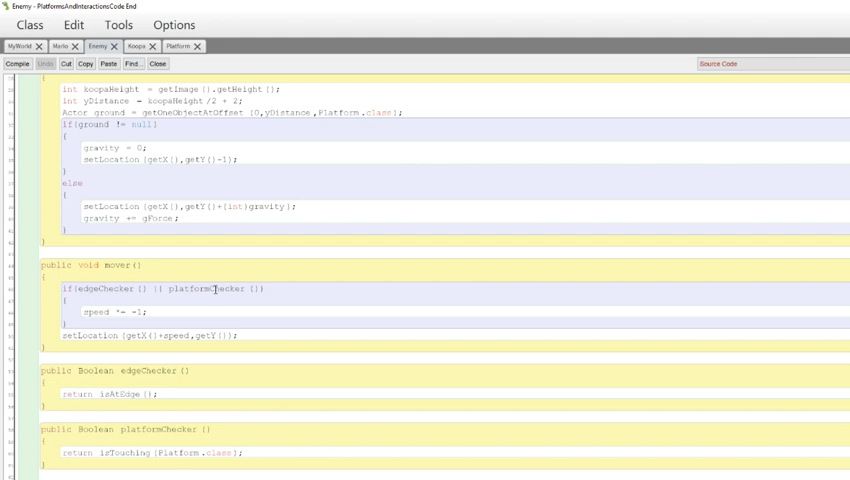 Enemy - PlatformsAndInteractionsCode End
Class Edit Tools Options
MyWorld Mario Enemy Koopa Platform
Compile Undo Cut Copy Paste Find... Close Source Code
{
int koopaHeight = getImage().getHeight();
int yDistance = koopaHeight/2 + 2;
Actor ground = getOneObjectAtOffset(0,yDistance,Platform.class);
if(ground != null)
{
gravity = 0;
setLocation(getX(),getY()-1);
}
else
{
setLocation(getX(),getY()+(int)gravity);
gravity += gForce;
}
}
public void mover()
{
if(edgeChecker() || platformChecker())
{
speed *= -1;
}
setLocation(getX()+speed,getY());
}
public Boolean edgeChecker()
{
return isAtEdge();
}
public Boolean platformChecker()
{
return isTouching(Platform.class);
}